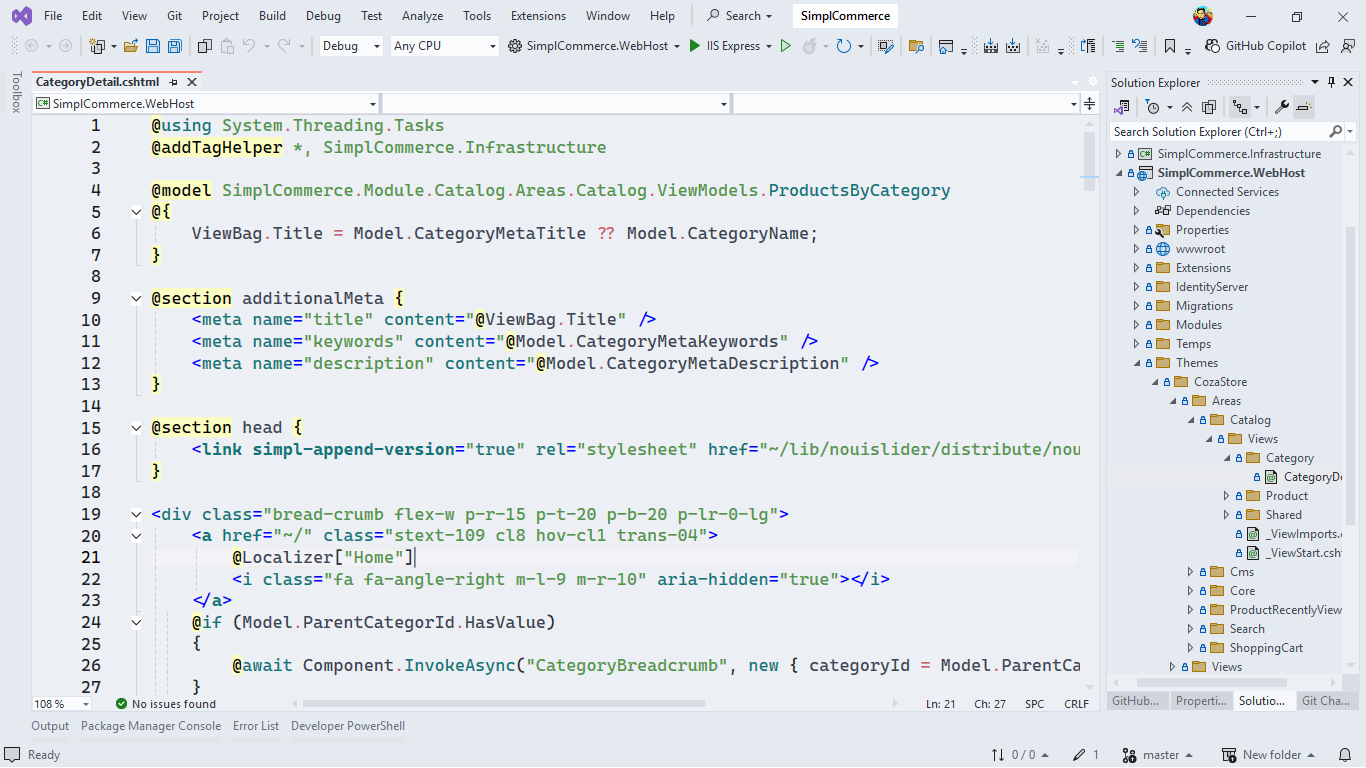 File Edit View Git Project Build Debug Test Analyze Tools Extensions Window Help Search SimplCommerce
Debug Any CPU SimplCommerce.WebHost IIS Express GitHub Copilot
Toolbox
CategoryDetail.cshtml
SimplCommerce.WebHost
1 @using System.Threading.Tasks
2 @addTagHelper *, SimplCommerce.Infrastructure
3
4 @model SimplCommerce.Module.Catalog.Areas.Catalog.ViewModels.ProductsByCategory
5 @{
6 ViewBag.Title = Model.CategoryMetaTitle ?? Model.CategoryName;
7 }
8
9 @section additionalMeta {
10 <meta name="title" content="@ViewBag.Title" />
11 <meta name="keywords" content="@Model.CategoryMetaKeywords" />
12 <meta name="description" content="@Model.CategoryMetaDescription" />
13 }
14
15 @section head {
16 <link simpl-append-version="true" rel="stylesheet" href="~/lib/nouislider/distribute/nou
17 }
18
19 <div class="bread-crumb flex-w p-r-15 p-t-20 p-b-20 p-lr-0-lg">
20 <a href="~/" class="stext-109 cl8 hov-cl1 trans-04">
21 @Localizer["Home"]
22 <i class="fa fa-angle-right m-l-9 m-r-10" aria-hidden="true"></i>
23 </a>
24 @if (Model.ParentCategorId.HasValue)
25 {
26 @await Component.InvokeAsync("CategoryBreadcrumb", new { categoryId = Model.ParentCa
27 }
108 % No issues found Ln: 21 Ch: 27 SPC CRLF
Solution Explorer
Search Solution Explorer (Ctrl+;)
C# SimplCommerce.Infrastructure
SimplCommerce.WebHost
Connected Services
Dependencies
Properties
wwwroot
Extensions
IdentityServer
Migrations
Modules
Temps
Themes
CozaStore
Areas
Catalog
Views
Category
CategoryDe
Product
Shared
_ViewImports.c
_ViewStart.csh
Cms
Core
ProductRecentlyView
Search
ShoppingCart
Views
GitHub... Properti... Solutio... Git Cha...
Output Package Manager Console Error List Developer PowerShell
Ready 0 / 0 1 master New folder